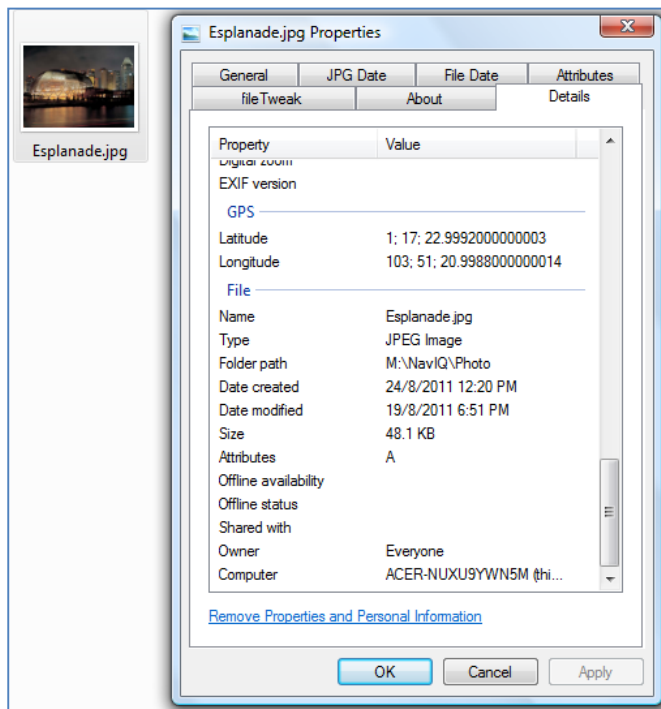 Esplanade.jpg
Esplanade.jpg Properties
General JPG Date File Date Attributes
fileTweak About Details
Property Value
Digital zoom
EXIF version
GPS
Latitude 1; 17; 22.9992000000003
Longitude 103; 51; 20.9988000000014
File
Name Esplanade.jpg
Type JPEG Image
Folder path M:\NavIQ\Photo
Date created 24/8/2011 12:20 PM
Date modified 19/8/2011 6:51 PM
Size 48.1 KB
Attributes A
Offline availability
Offline status
Shared with
Owner Everyone
Computer ACER-NUXU9YWN5M (thi...
Remove Properties and Personal Information
OK Cancel Apply